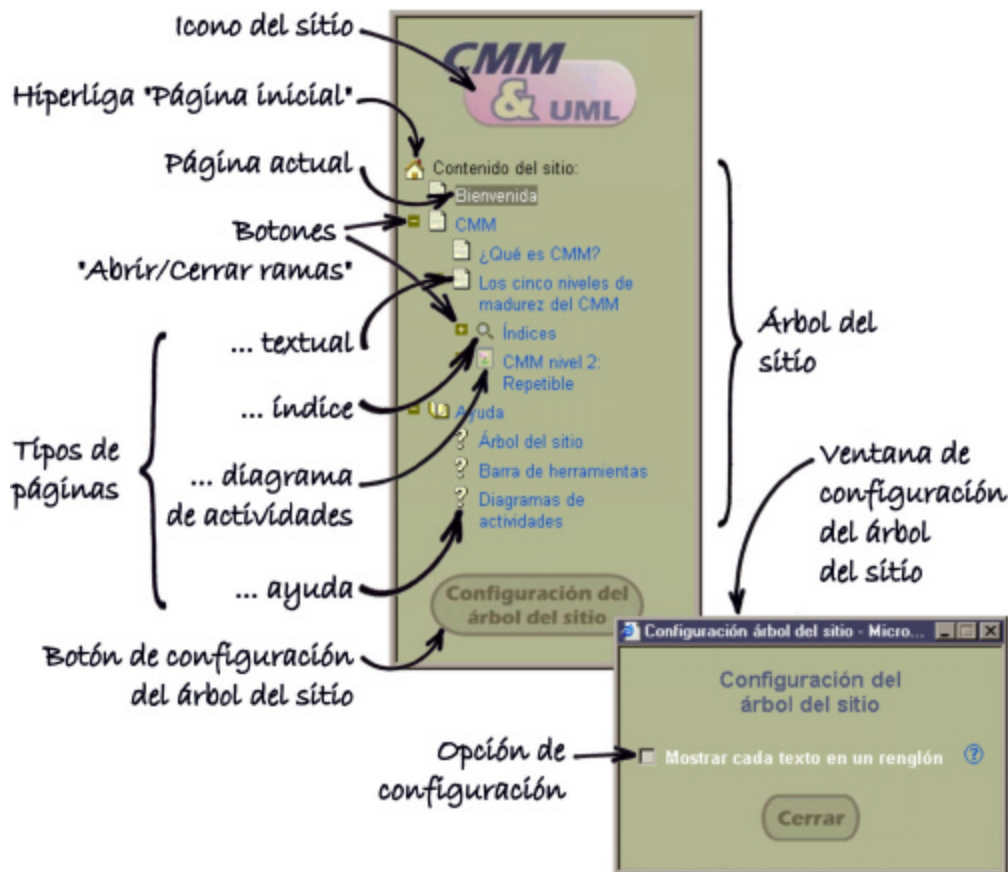 Icono del sitio
CMM
& UML
Hiperliga "Página inicial"
Página actual
Contenido del sitio:
Bienvenida
CMM
Botones
"Abrir/Cerrar ramas"
¿Qué es CMM?
Los cinco niveles de
madurez del CMM
... textual
Índices
CMM nivel 2:
Repetible
... índice
Ayuda
Árbol del sitio
Barra de herramientas
Diagramas de
actividades
Tipos de
páginas
... diagrama
de actividades
... ayuda
Árbol del
sitio
Ventana de
configuración
del árbol
del sitio
Configuración del
árbol del sitio
Botón de configuración
del árbol del sitio
Configuración árbol del sitio - Micro...
Configuración del
árbol del sitio
Opción de
configuración
Mostrar cada texto en un renglón
Cerrar